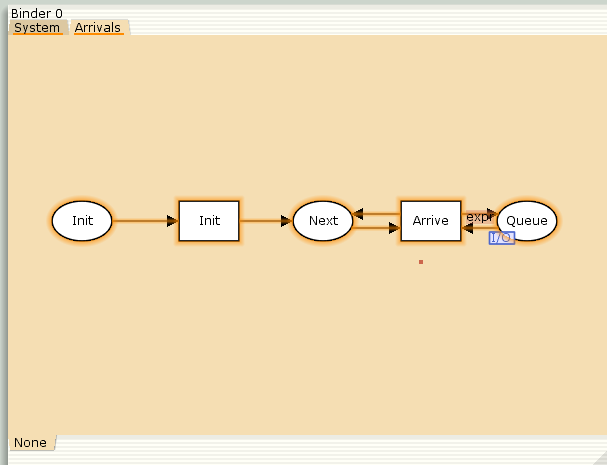 Binder 0
System Arrivals
Init Init Next Arrive expr Queue
I/O
None